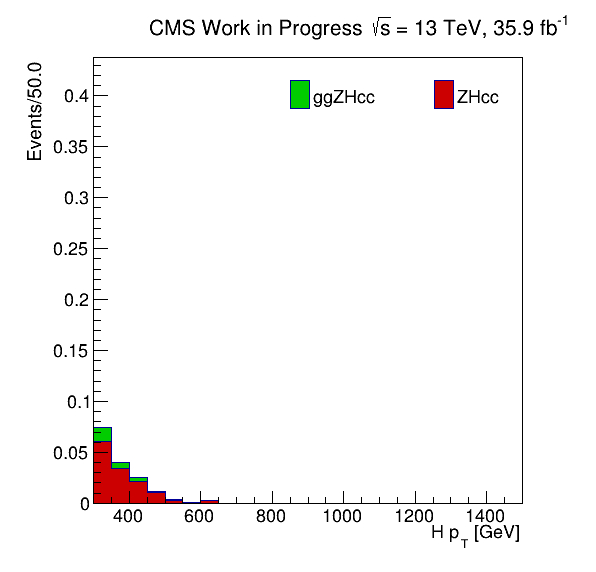 CMS Work in Progress √s = 13 TeV, 35.9 fb⁻¹
Events/50.0
ggZHcc ZHcc
0.4
0.35
0.3
0.25
0.2
0.15
0.1
0.05
0
400 600 800 1000 1200 1400
H p_T [GeV]